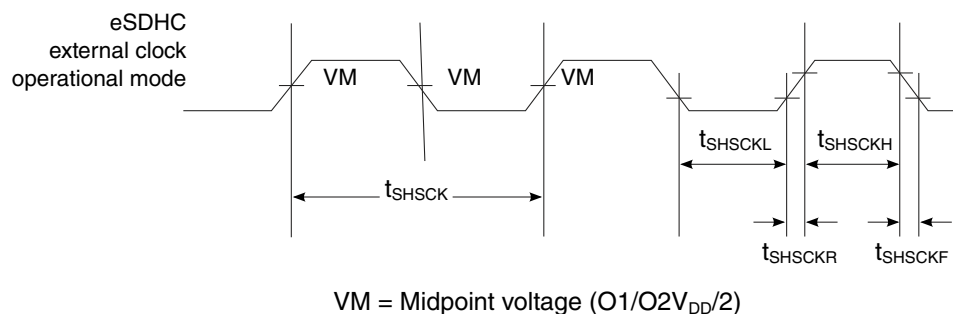 eSDHC
external clock
operational mode
VM VM VM
tSHSCKL tSHSCKH
tSHSCK
tSHSCKR tSHSCKF
VM = Midpoint voltage (O1/O2VDD/2)